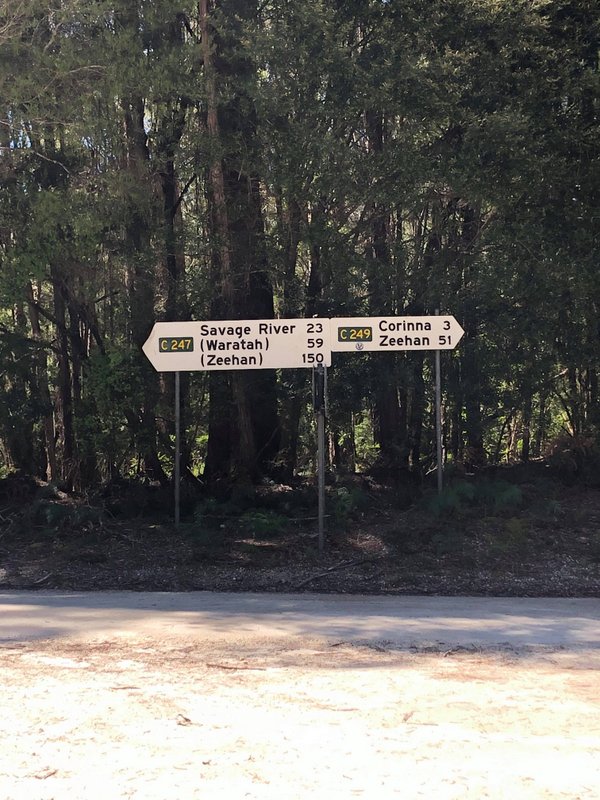 C 247 Savage River 23
(Waratah) 59
(Zeehan) 150
C 249 Corinna 3
Zeehan 51